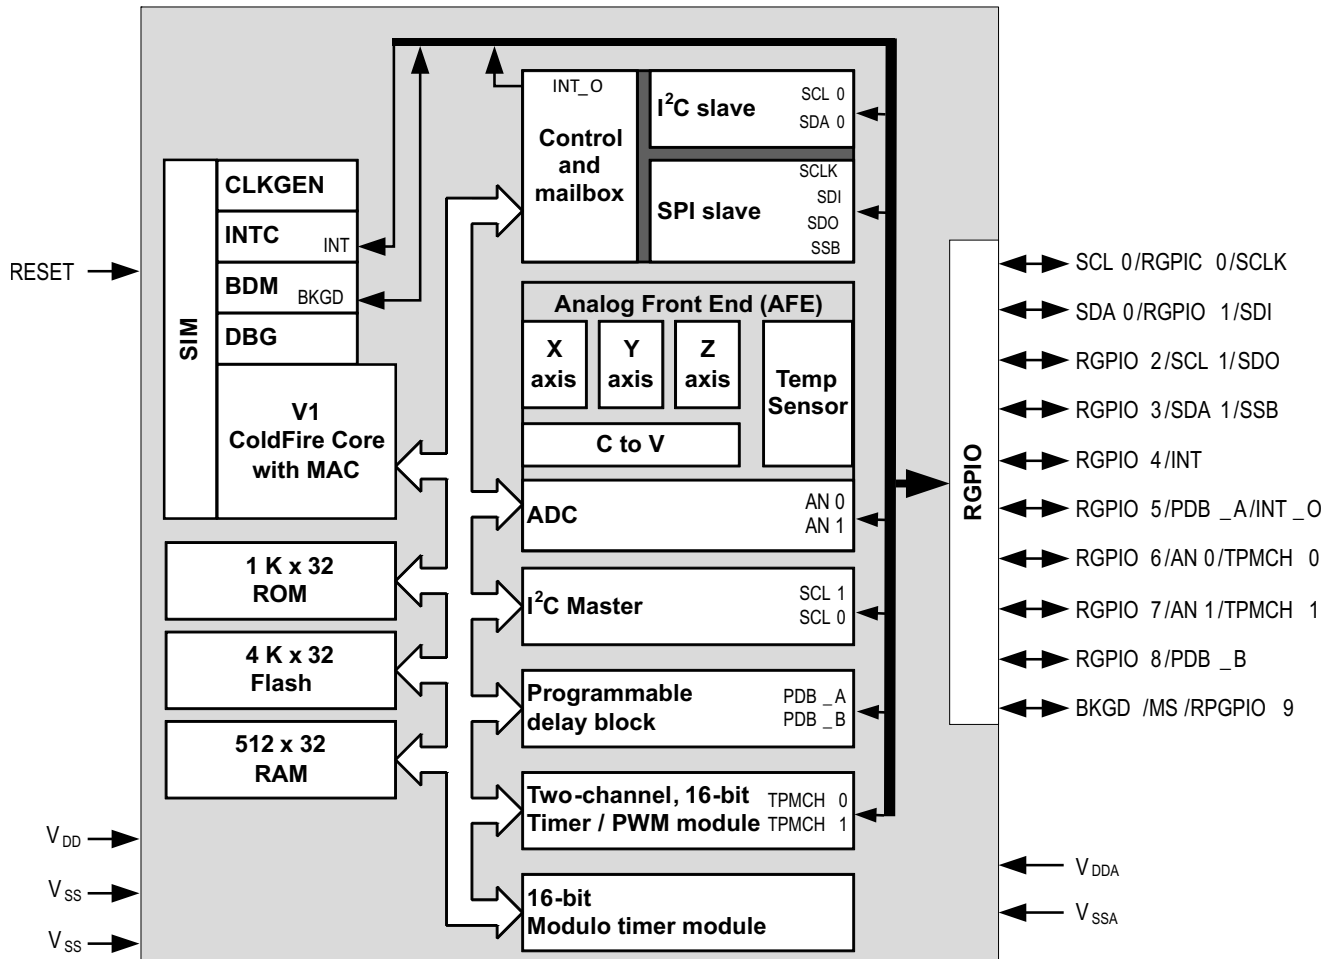 INT_O
Control
and
mailbox
I²C slave
SCL 0
SDA 0
SPI slave
SCLK
SDI
SDO
SSB
SIM
CLKGEN
INTC
INT
BDM
BKGD
DBG
V1
ColdFire Core
with MAC
1 K x 32
ROM
4 K x 32
Flash
512 x 32
RAM
Analog Front End (AFE)
X
axis
Y
axis
Z
axis
Temp
Sensor
C to V
ADC
AN 0
AN 1
I²C Master
SCL 1
SCL 0
Programmable
delay block
PDB _A
PDB _B
Two-channel, 16-bit
Timer / PWM module
TPMCH 0
TPMCH 1
16-bit
Modulo timer module
RESET
VDD
VSS
VSS
RGPIO
SCL 0/RGPIC 0/SCLK
SDA 0/RGPIO 1/SDI
RGPIO 2/SCL 1/SDO
RGPIO 3/SDA 1/SSB
RGPIO 4/INT
RGPIO 5/PDB _A/INT _O
RGPIO 6/AN 0/TPMCH 0
RGPIO 7/AN 1/TPMCH 1
RGPIO 8/PDB _B
BKGD /MS /RPGPIO 9
VDDA
VSSA